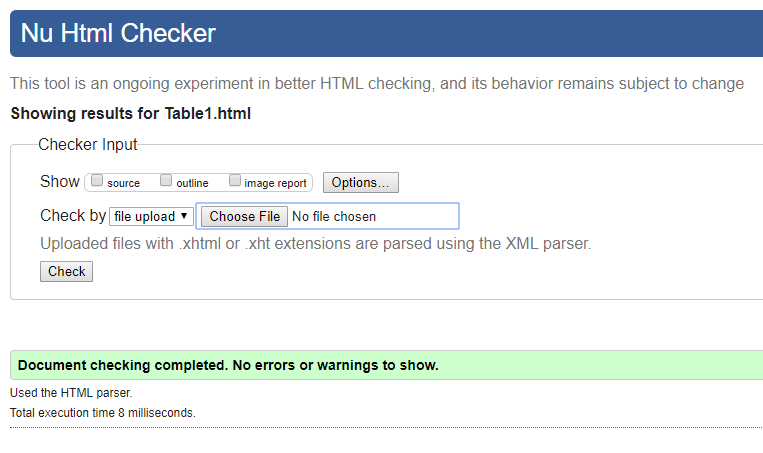 Nu Html Checker
This tool is an ongoing experiment in better HTML checking, and its behavior remains subject to change
Showing results for Table1.html
Checker Input
Show source outline image report Options...
Check by file upload Choose File No file chosen
Uploaded files with .xhtml or .xht extensions are parsed using the XML parser.
Check
Document checking completed. No errors or warnings to show.
Used the HTML parser.
Total execution time 8 milliseconds.